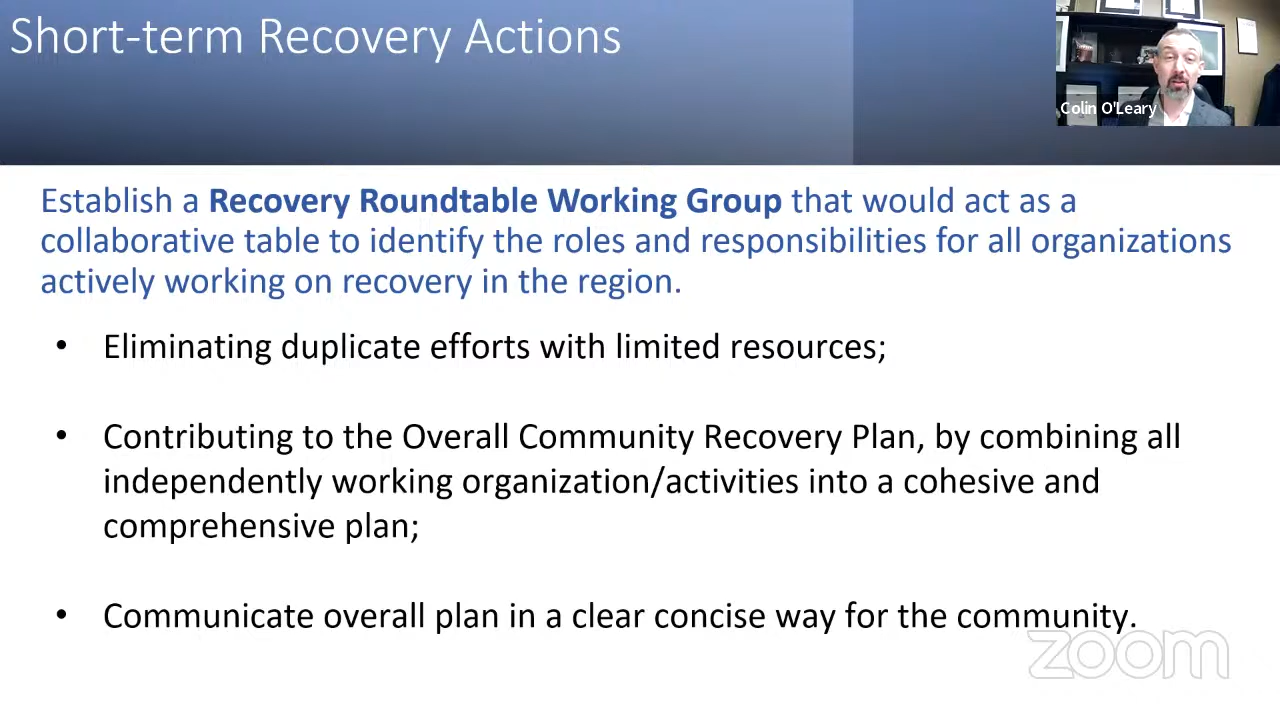 Short-term Recovery Actions
Colin O'Leary
Establish a Recovery Roundtable Working Group that would act as a
collaborative table to identify the roles and responsibilities for all organizations
actively working on recovery in the region.
• Eliminating duplicate efforts with limited resources;
• Contributing to the Overall Community Recovery Plan, by combining all
independently working organization/activities into a cohesive and
comprehensive plan;
• Communicate overall plan in a clear concise way for the community.
zoom